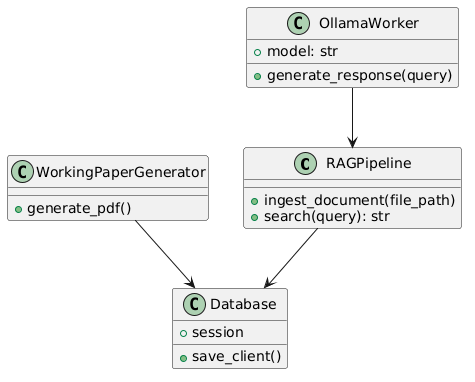 C OllamaWorker
model: str
generate_response(query)
C WorkingPaperGenerator
generate_pdf()
C RAGPipeline
ingest_document(file_path)
search(query): str
C Database
session
save_client()